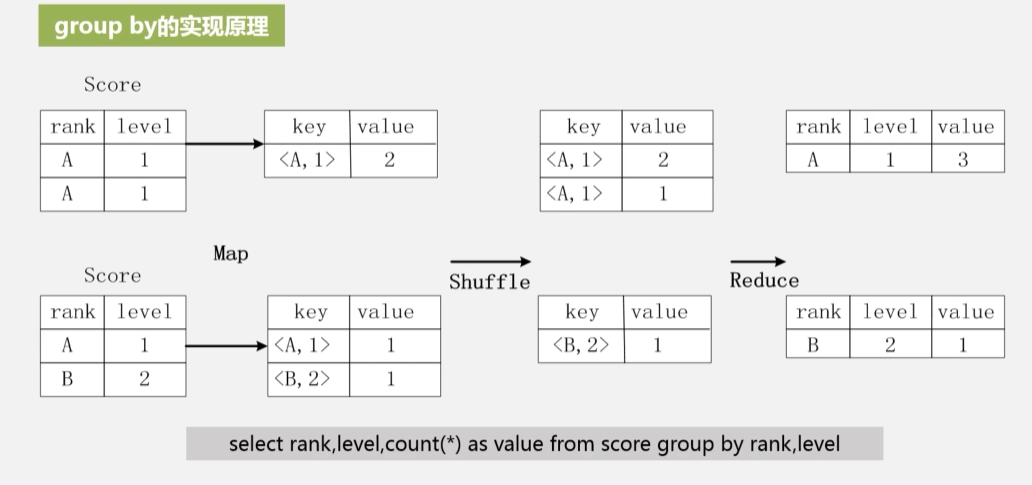 group by的实现原理
Score
rank level
A 1
A 1
key value
<A, 1> 2
key value
<A, 1> 2
<A, 1> 1
rank level value
A 1 3
Map
Shuffle
Reduce
Score
rank level
A 1
B 2
key value
<A, 1> 1
<B, 2> 1
key value
<B, 2> 1
rank level value
B 2 1
select rank,level,count(*) as value from score group by rank,level